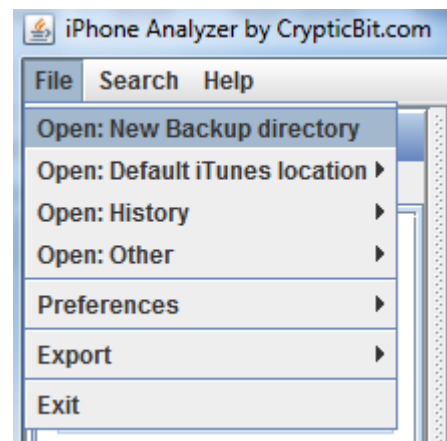 iPhone Analyzer by CrypticBit.com
File Search Help
Open: New Backup directory
Open: Default iTunes location
Open: History
Open: Other
Preferences
Export
Exit